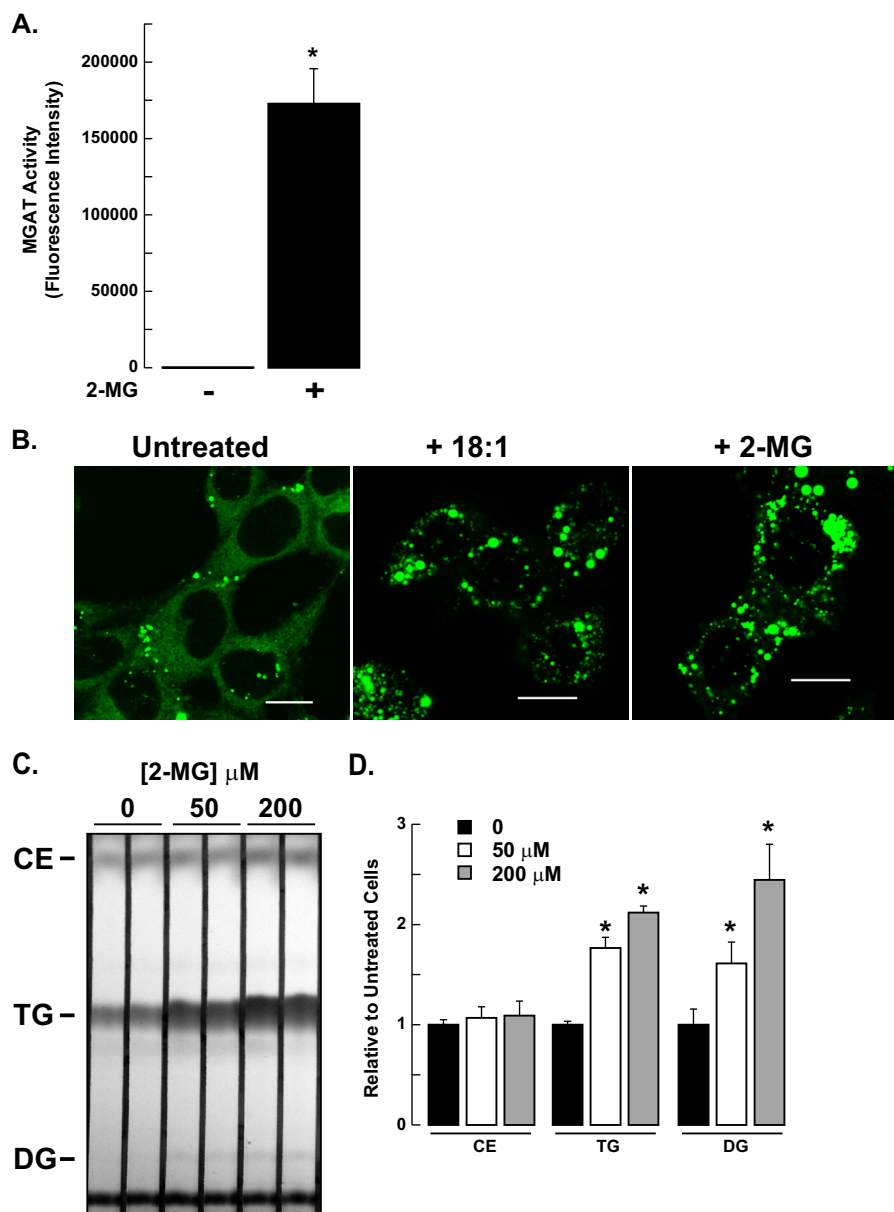 A.
MGAT Activity
(Fluorescence Intensity)
200000
150000
100000
50000
0
*
2-MG - +
B.
Untreated + 18:1 + 2-MG
C.
[2-MG] μM
0 50 200
CE –
TG –
DG –
D.
Relative to Untreated Cells
3
2
1
0
0
50 μM
200 μM
* * * *
CE TG DG